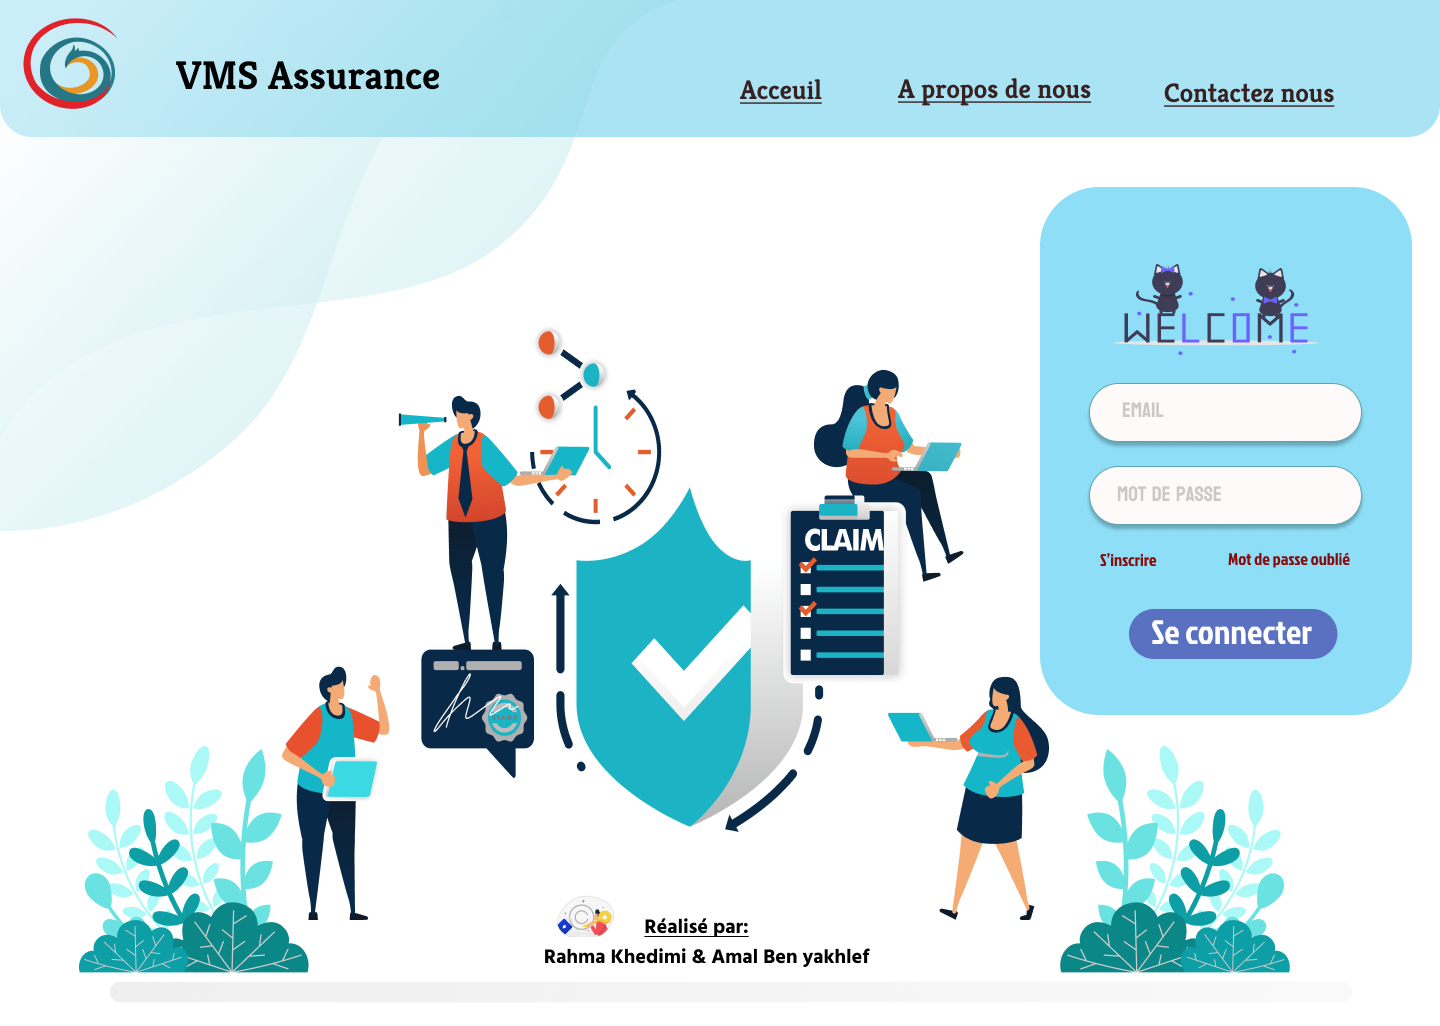 VMS Assurance
Acceuil
A propos de nous
Contactez nous
WELCOME
EMAIL
MOT DE PASSE
S'inscrire
Mot de passe oublié
Se connecter
CLAIM
STAMP
Réalisé par:
Rahma Khedimi & Amal Ben yakhlef